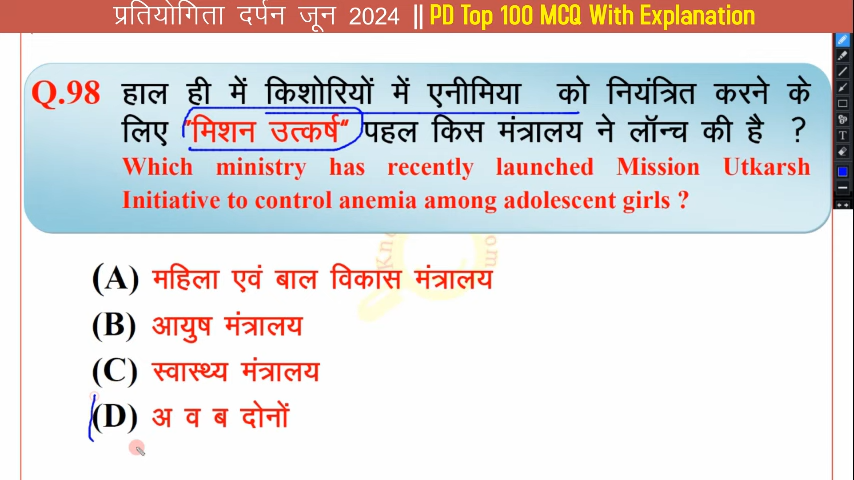 प्रतियोगिता दर्पन जून 2024 || PD Top 100 MCQ With Explanation
Q.98 हाल ही में किशोरियों में एनीमिया को नियंत्रित करने के
लिए "मिशन उत्कर्ष" पहल किस मंत्रालय ने लॉन्च की है ?
Which ministry has recently launched Mission Utkarsh
Initiative to control anemia among adolescent girls ?
(A) महिला एवं बाल विकास मंत्रालय
(B) आयुष मंत्रालय
(C) स्वास्थ्य मंत्रालय
(D) अ व ब दोनों